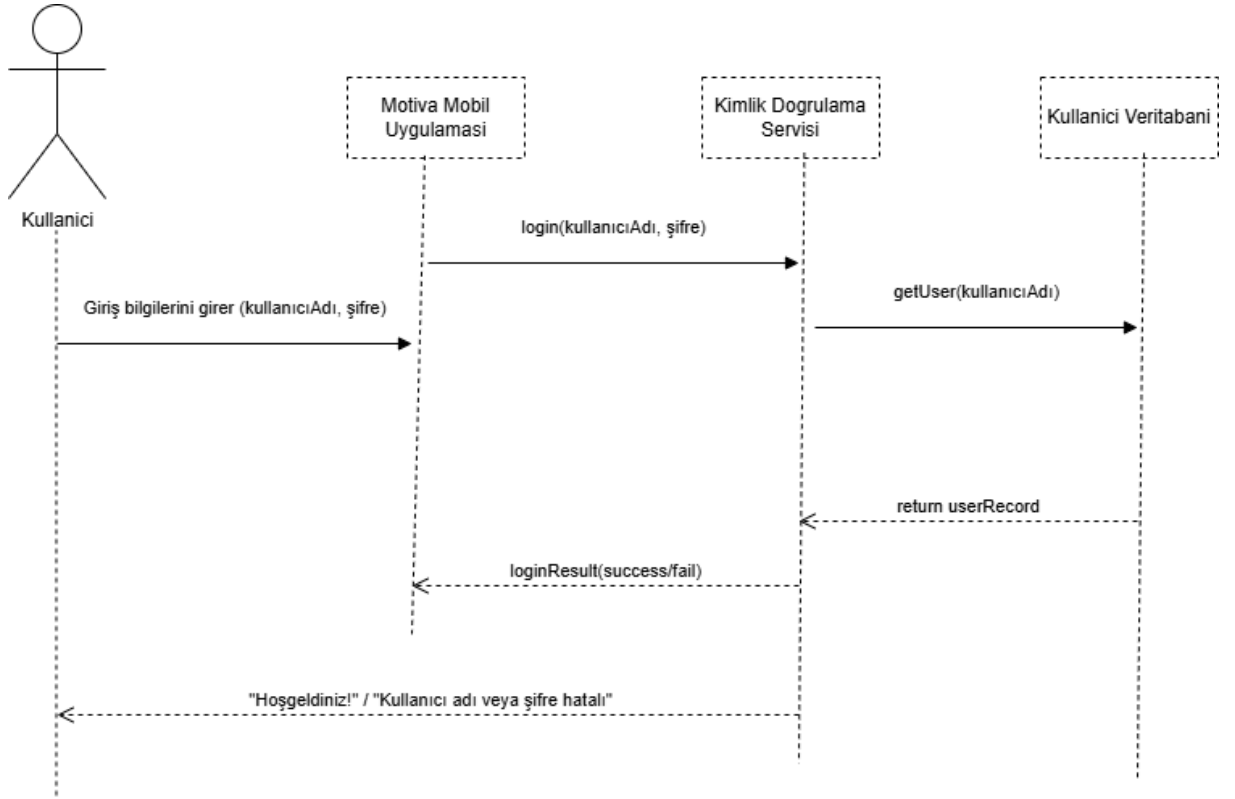 Motiva Mobil
Uygulamasi
Kimlik Dogrulama
Servisi
Kullanici Veritabani
Kullanici
login(kullanıcıAdı, şifre)
getUser(kullanıcıAdı)
Giriş bilgilerini girer (kullanıcıAdı, şifre)
return userRecord
loginResult(success/fail)
"Hoşgeldiniz!" / "Kullanıcı adı veya şifre hatalı"